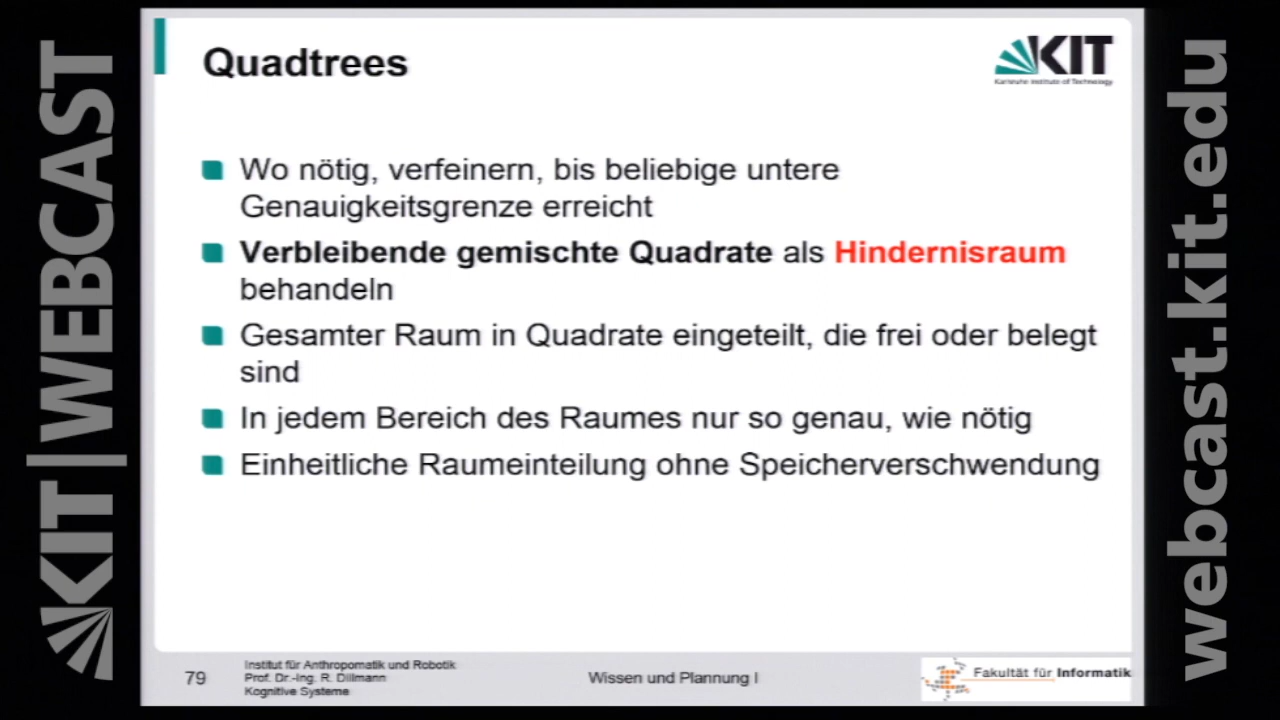 KIT|WEBCAST
Quadtrees
KIT
Karlsruhe Institute of Technology
Wo nötig, verfeinern, bis beliebige untere
Genauigkeitsgrenze erreicht
Verbleibende gemischte Quadrate als Hindernisraum
behandeln
Gesamter Raum in Quadrate eingeteilt, die frei oder belegt
sind
In jedem Bereich des Raumes nur so genau, wie nötig
Einheitliche Raumeinteilung ohne Speicherverschwendung
79
Institut für Anthropomatik und Robotik
Prof. Dr.-Ing. R. Dillmann
Kognitive Systeme
Wissen und Planung I
Fakultät für Informatik
webcast.kit.edu